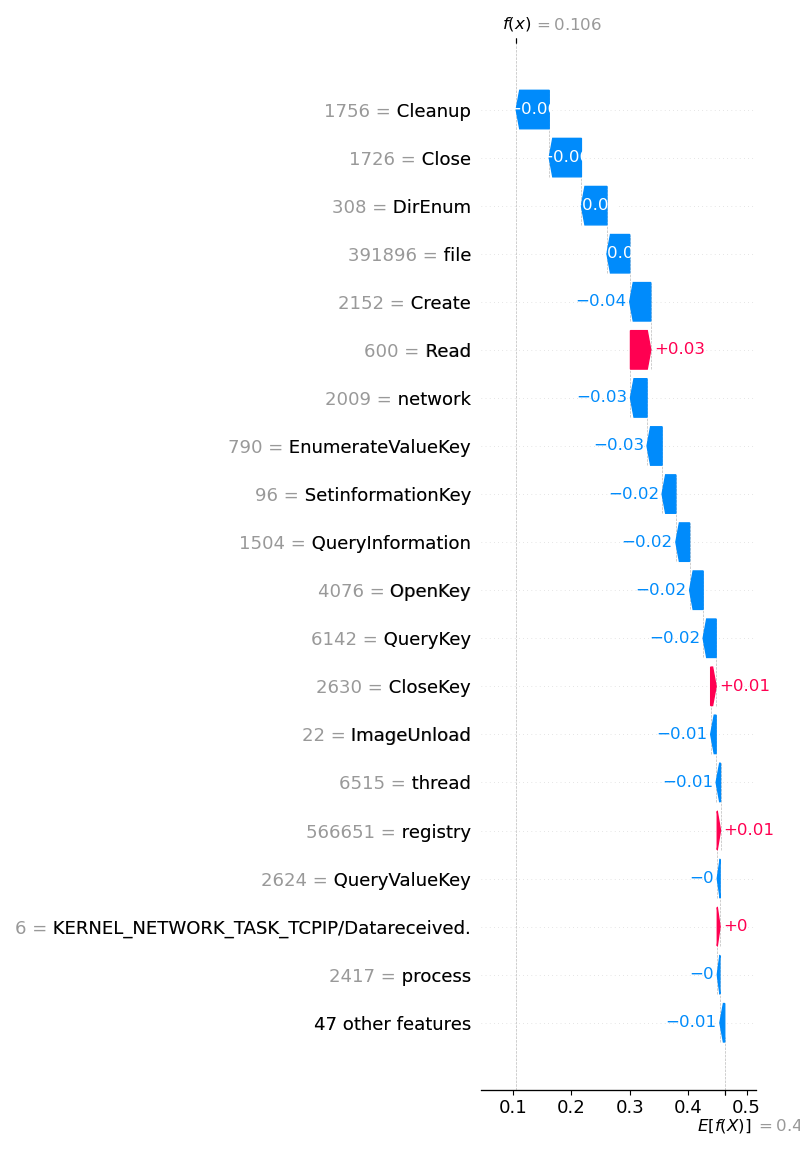 f(x) = 0.106
1756 = Cleanup
1726 = Close
308 = DirEnum
391896 = file
2152 = Create −0.04
600 = Read +0.03
2009 = network −0.03
790 = EnumerateValueKey −0.03
96 = SetinformationKey −0.02
1504 = QueryInformation −0.02
4076 = OpenKey −0.02
6142 = QueryKey −0.02
2630 = CloseKey +0.01
22 = ImageUnload −0.01
6515 = thread −0.01
566651 = registry +0.01
2624 = QueryValueKey −0
6 = KERNEL_NETWORK_TASK_TCPIP/Datareceived. +0
2417 = process −0
47 other features −0.01
0.1 0.2 0.3 0.4 0.5
E[f(X)] = 0.4